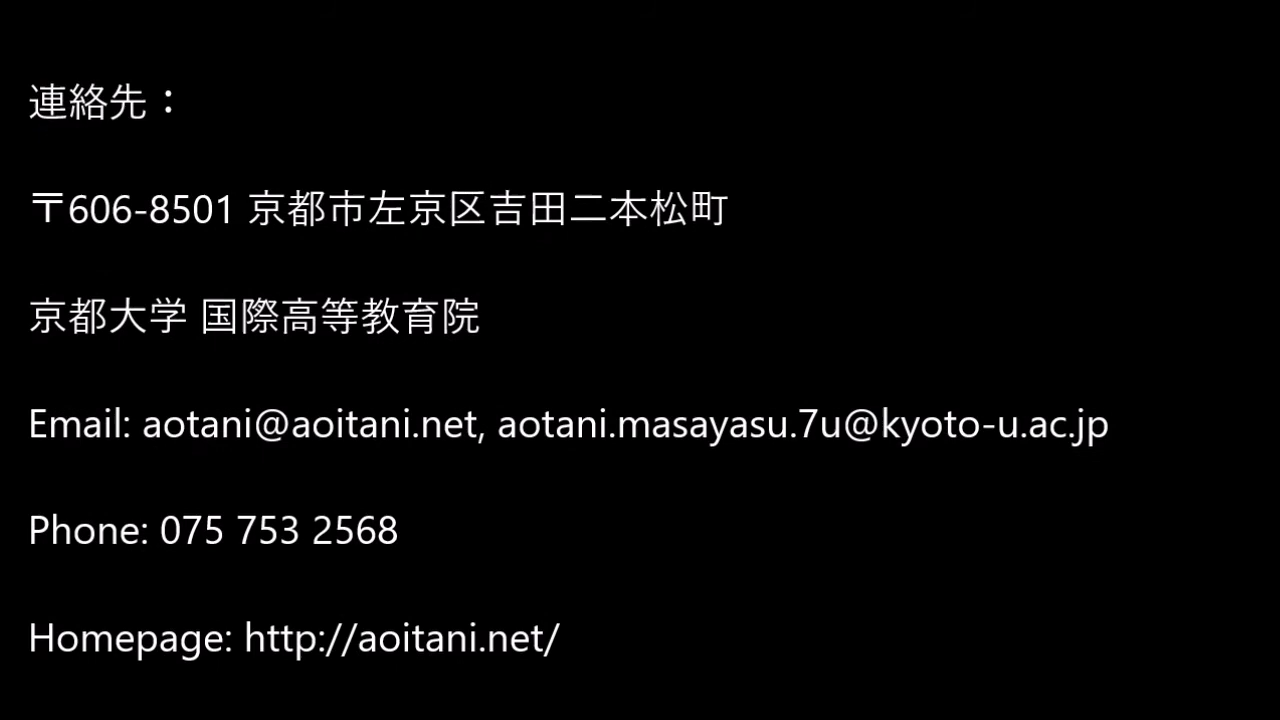 連絡先：
〒606-8501 京都市左京区吉田二本松町
京都大学 国際高等教育院
Email: aotani@aoitani.net, aotani.masayasu.7u@kyoto-u.ac.jp
Phone: 075 753 2568
Homepage: http://aoitani.net/